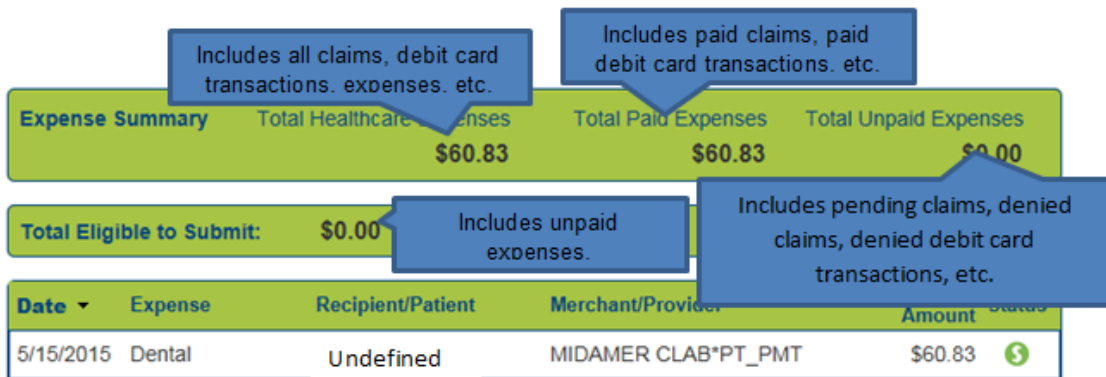 Includes all claims, debit card
transactions, expenses, etc.
Includes paid claims, paid
debit card transactions. etc.
Expense Summary Total Healthcare Expenses Total Paid Expenses Total Unpaid Expenses
$60.83 $60.83 $0.00
Total Eligible to Submit: $0.00
Includes unpaid
expenses.
Includes pending claims, denied
claims, denied debit card
transactions, etc.
Date Expense Recipient/Patient Merchant/Provider Amount Status
5/15/2015 Dental Undefined MIDAMER CLAB*PT_PMT $60.83